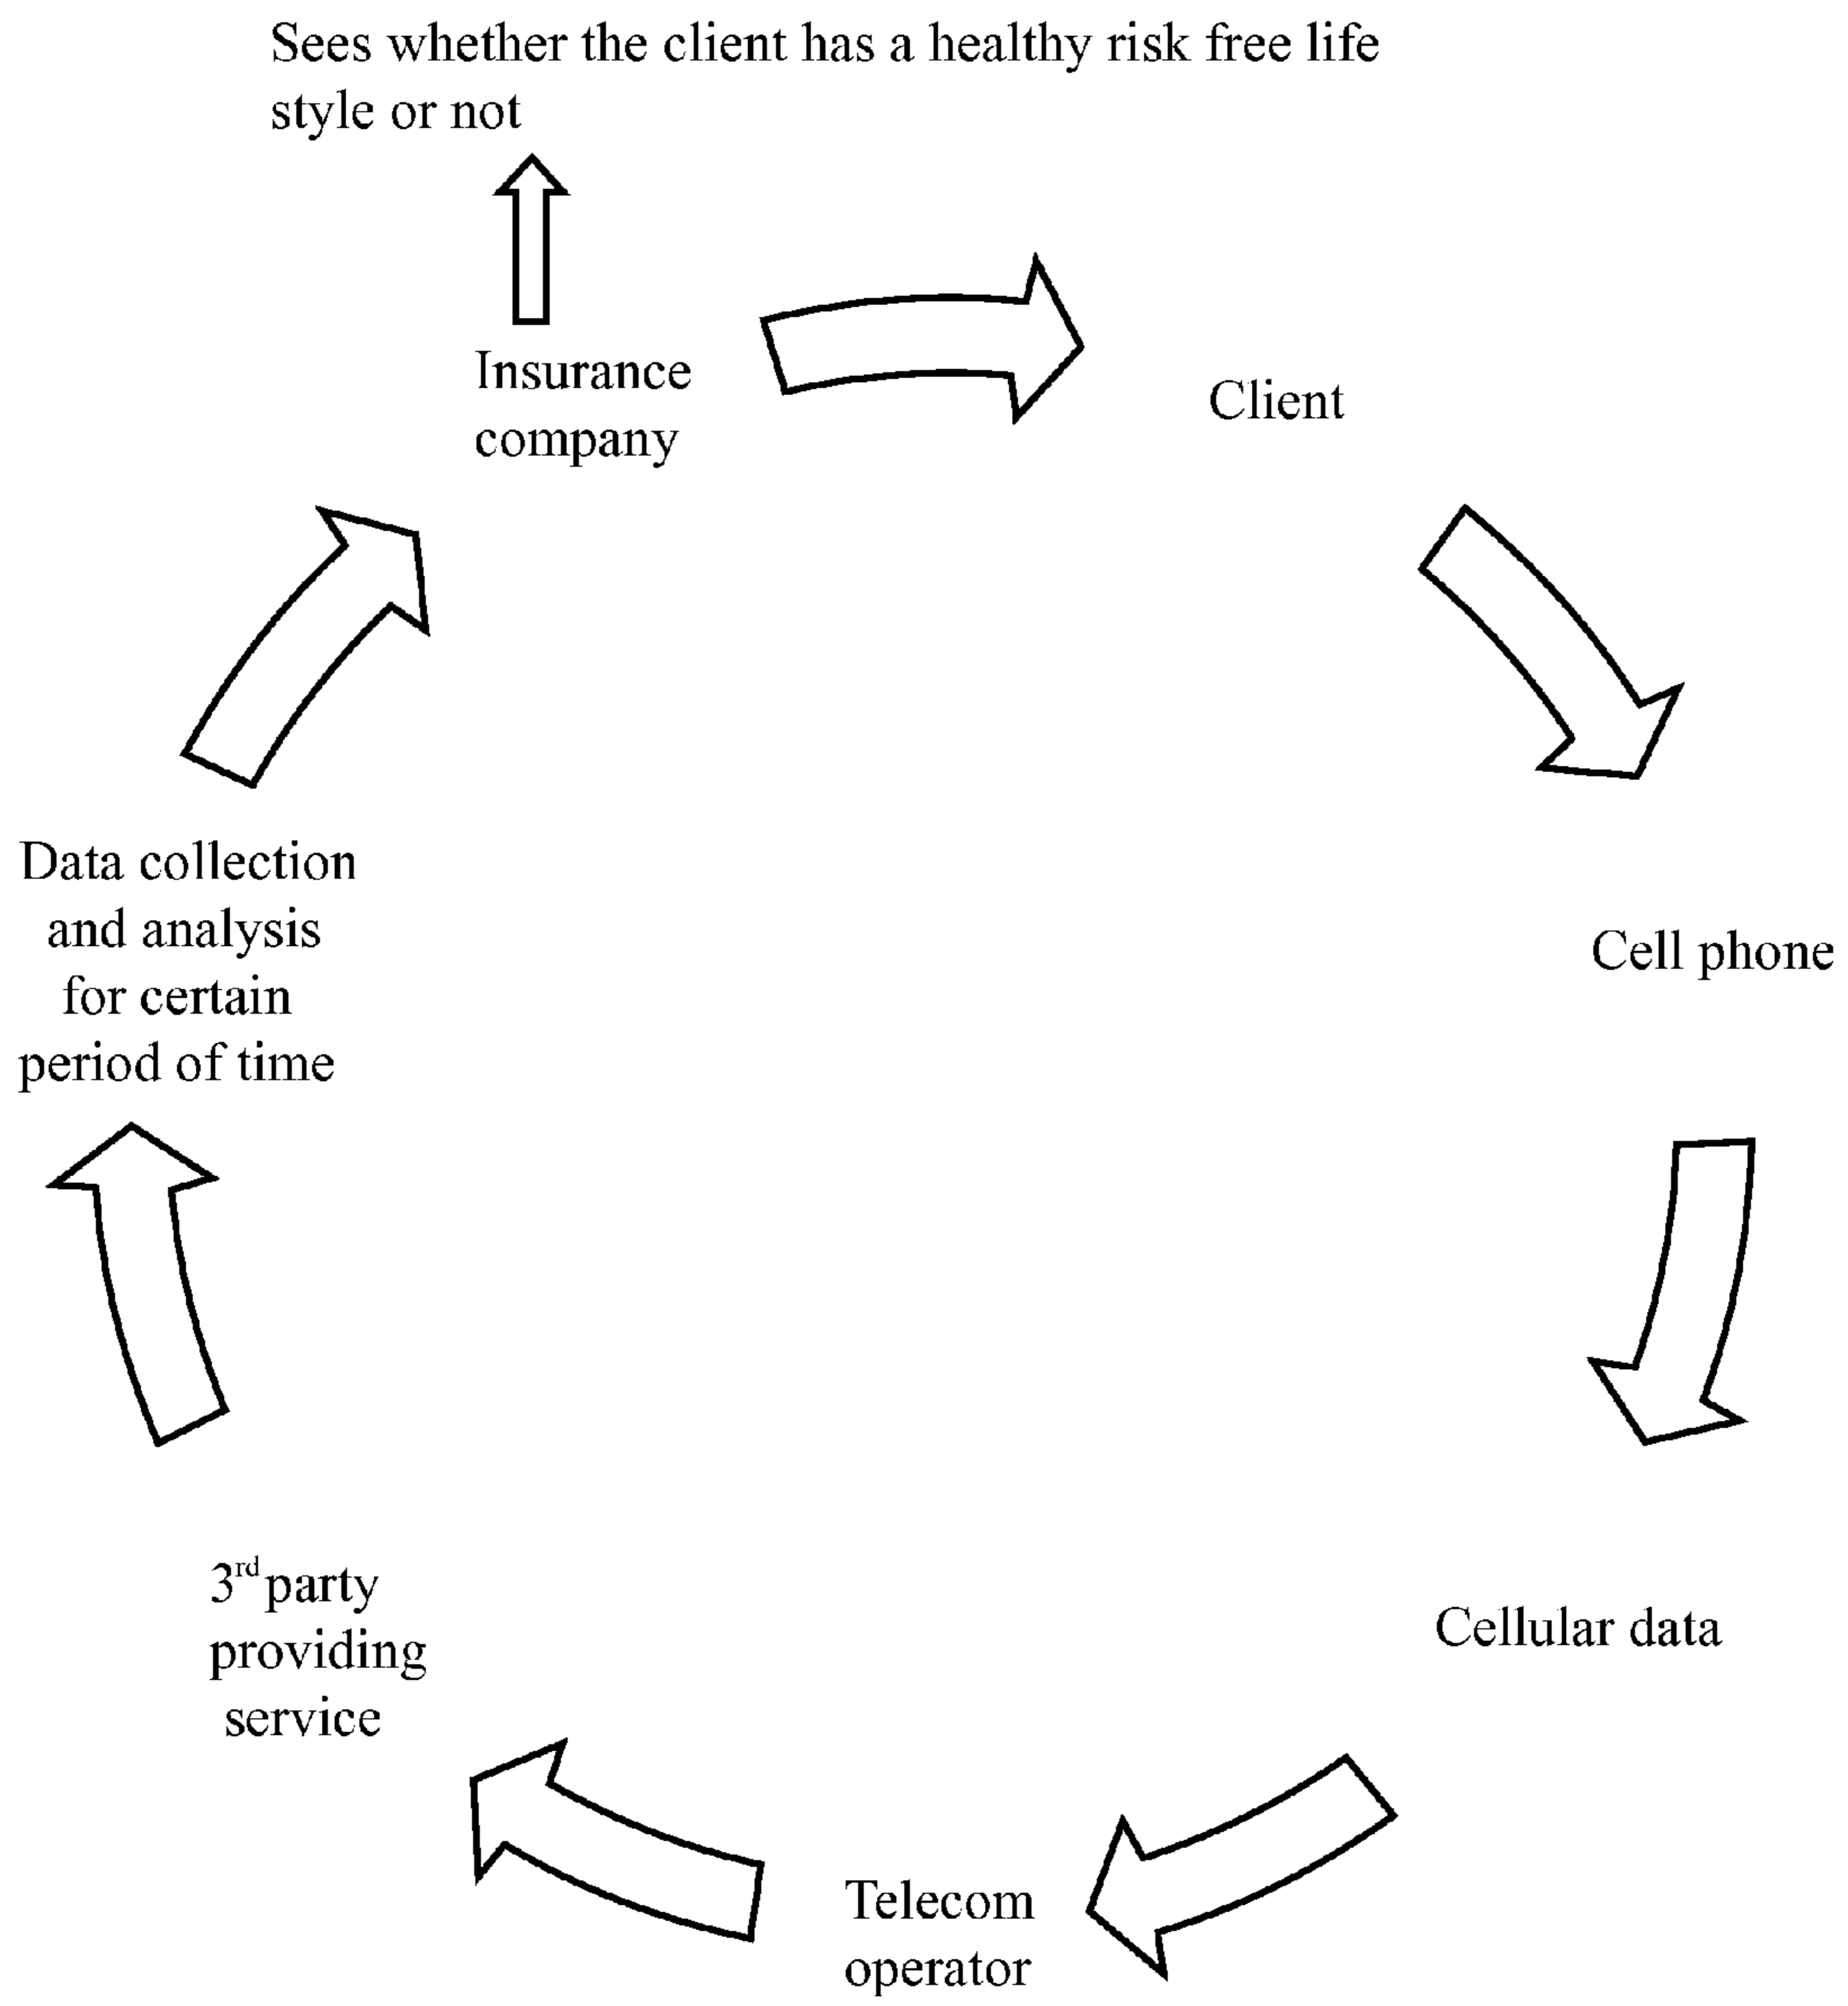 Sees whether the client has a healthy risk free life
style or not
Insurance
company
Client
Cell phone
Cellular data
Telecom
operator
3rd party
providing
service
Data collection
and analysis
for certain
period of time